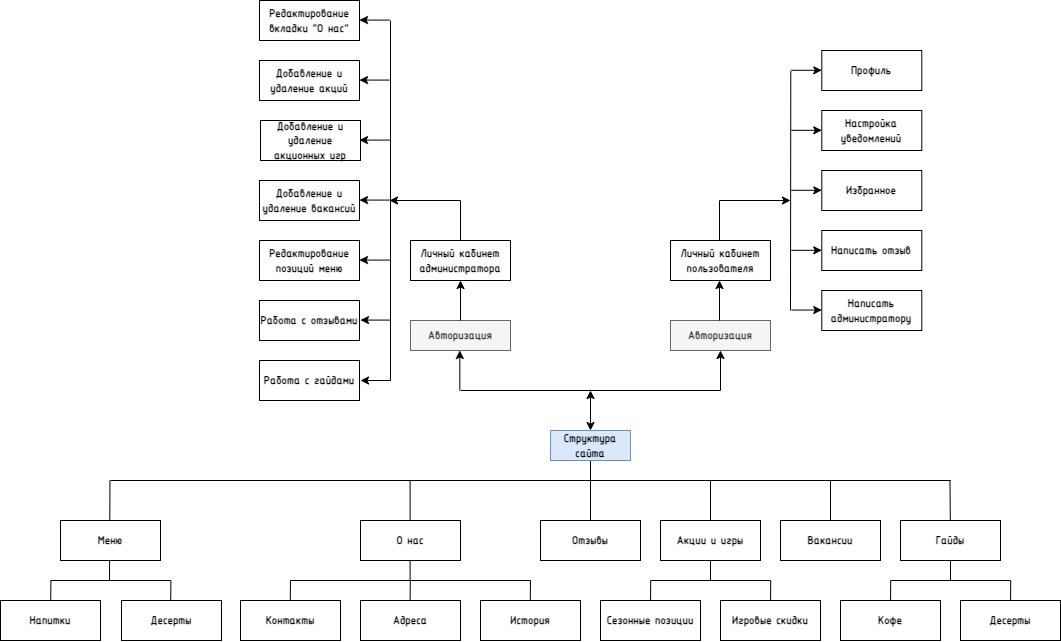 Редактирование
вкладки "О нас"
Добавление и
удаление акций
Добавление и
удаление
акционных игр
Добавление и
удаление вакансий
Редактирование
позиций меню
Работа с отзывами
Работа с гайдами
Личный кабинет
администратора
Авторизация
Личный кабинет
пользователя
Авторизация
Профиль
Настройка
уведомлений
Избранное
Написать отзыв
Написать
администратору
Структура
сайта
Меню
О нас
Отзывы
Акции и игры
Вакансии
Гайды
Напитки
Десерты
Контакты
Адреса
История
Сезонные позиции
Игровые скидки
Кофе
Десерты